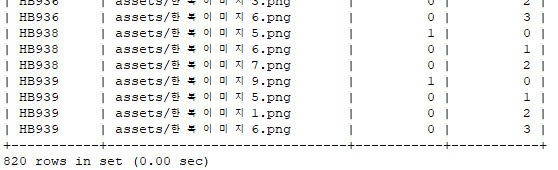 | HB936 | assets/한 복 이 미 지 3.png | 0 | 2 |
| HB936 | assets/한 복 이 미 지 6.png | 0 | 3 |
| HB938 | assets/한 복 이 미 지 5.png | 1 | 0 |
| HB938 | assets/한 복 이 미 지 6.png | 0 | 1 |
| HB938 | assets/한 복 이 미 지 7.png | 0 | 2 |
| HB939 | assets/한 복 이 미 지 9.png | 1 | 0 |
| HB939 | assets/한 복 이 미 지 5.png | 0 | 1 |
| HB939 | assets/한 복 이 미 지 1.png | 0 | 2 |
| HB939 | assets/한 복 이 미 지 6.png | 0 | 3 |
+-----------+-------------------------------+-----------+-----------+
820 rows in set (0.00 sec)